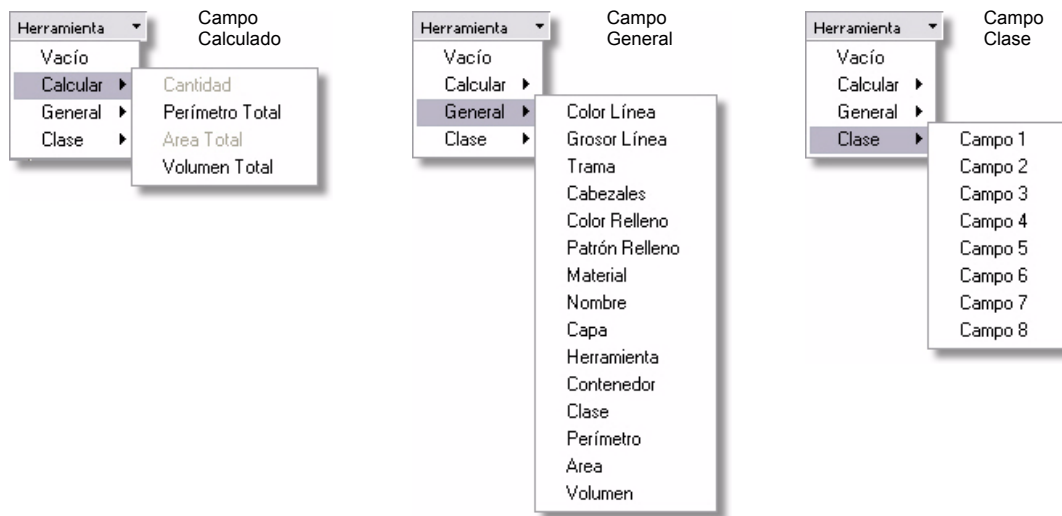 Herramienta
Campo
Calculado
Vacío
Calcular
Cantidad
Perímetro Total
Area Total
Volumen Total
General
Clase
Herramienta
Campo
General
Vacío
Calcular
General
Clase
Color Línea
Grosor Línea
Trama
Cabezales
Color Relleno
Patrón Relleno
Material
Nombre
Capa
Herramienta
Contenedor
Clase
Perímetro
Area
Volumen
Herramienta
Campo
Clase
Vacío
Calcular
General
Clase
Campo 1
Campo 2
Campo 3
Campo 4
Campo 5
Campo 6
Campo 7
Campo 8